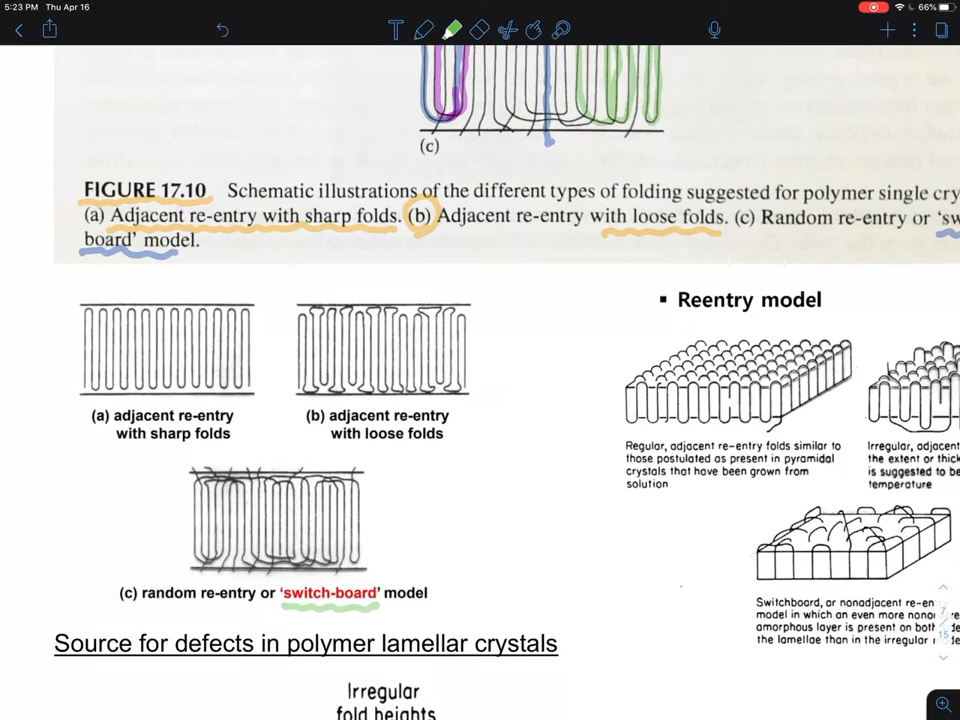 5:23 PM Thu Apr 16
66%
(c)
FIGURE 17.10 Schematic illustrations of the different types of folding suggested for polymer single cry
(a) Adjacent re-entry with sharp folds. (b) Adjacent re-entry with loose folds. (c) Random re-entry or 'sw
board' model.
(a) adjacent re-entry
with sharp folds
(b) adjacent re-entry
with loose folds
(c) random re-entry or 'switch-board' model
▪ Reentry model
Regular, adjacent re-entry folds similar to
those postulated as present in pyramidal
crystals that have been grown from
solution
Irregular, adjacent
the extent or thick
is suggested to be
temperature
Switchboard, or nonadjacent re-en
model in which an even more nono
amorphous layer is present on both
the lamellae than in the irregular
7
15
Source for defects in polymer lamellar crystals
Irregular
fold heights